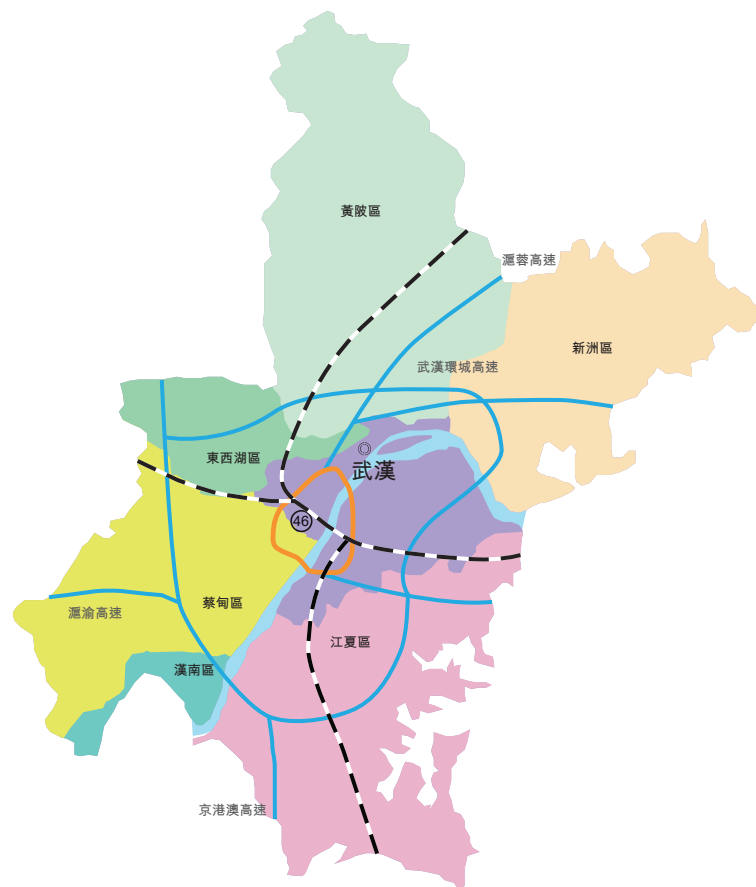 黃陂區
滬蓉高速
新洲區
武漢環城高速
東西湖區
武漢
46
蔡甸區
滬渝高速
江夏區
漢南區
京港澳高速